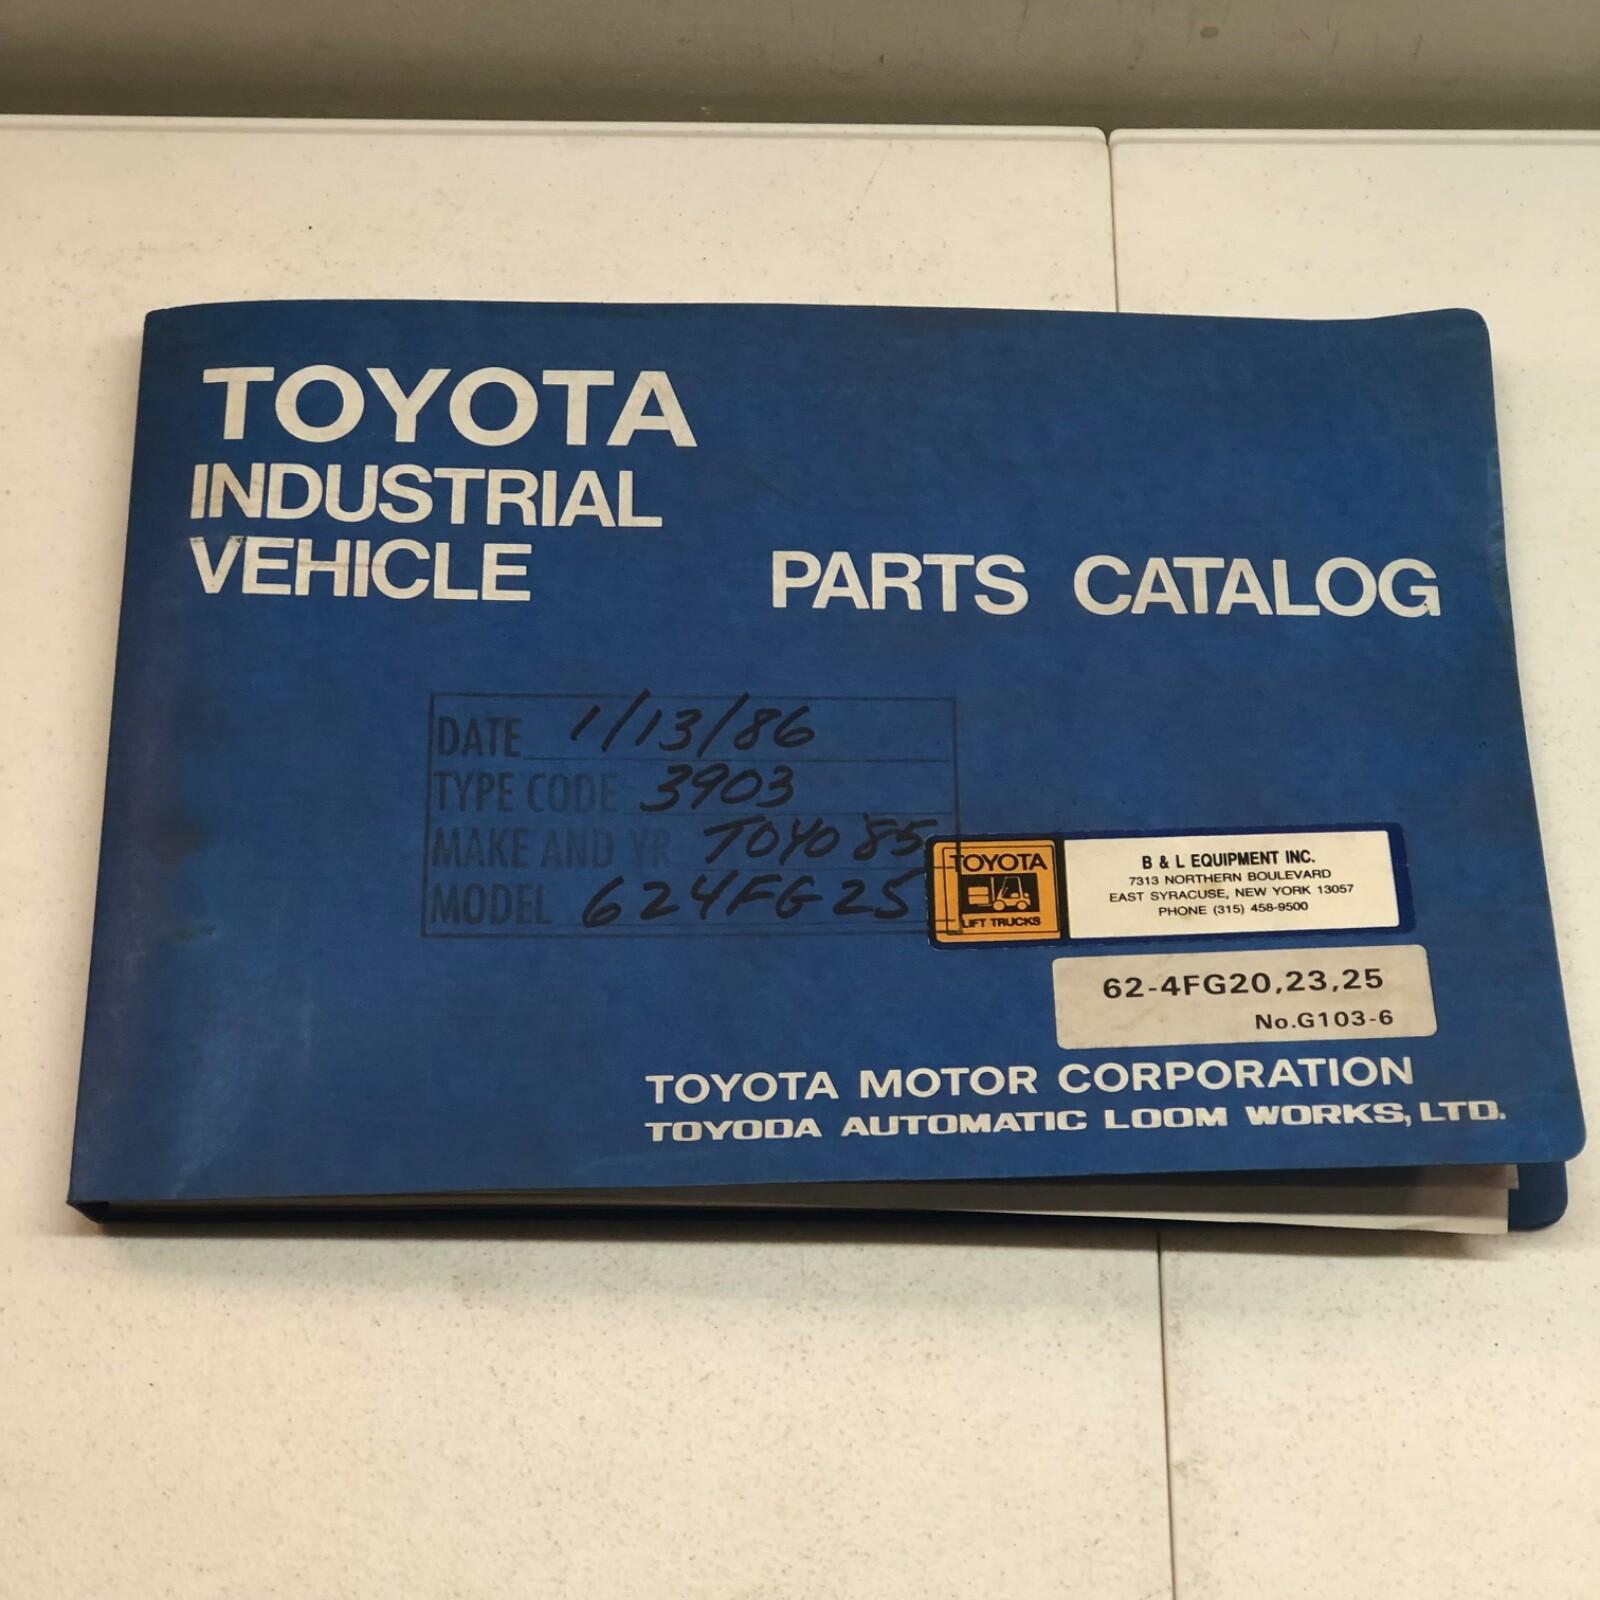 TOYOTA
INDUSTRIAL
VEHICLE
PARTS CATALOG
DATE 1/13/86
TYPE CODE 3903
MAKE AND YR TOYO 85
MODEL 624FG25
TOYOTA
LIFT TRUCKS
B & L EQUIPMENT INC.
7313 NORTHERN BOULEVARD
EAST SYRACUSE, NEW YORK 13057
PHONE (315) 458-9500
62-4FG20,23,25
No.G103-6
TOYOTA MOTOR CORPORATION
TOYODA AUTOMATIC LOOM WORKS, LTD.